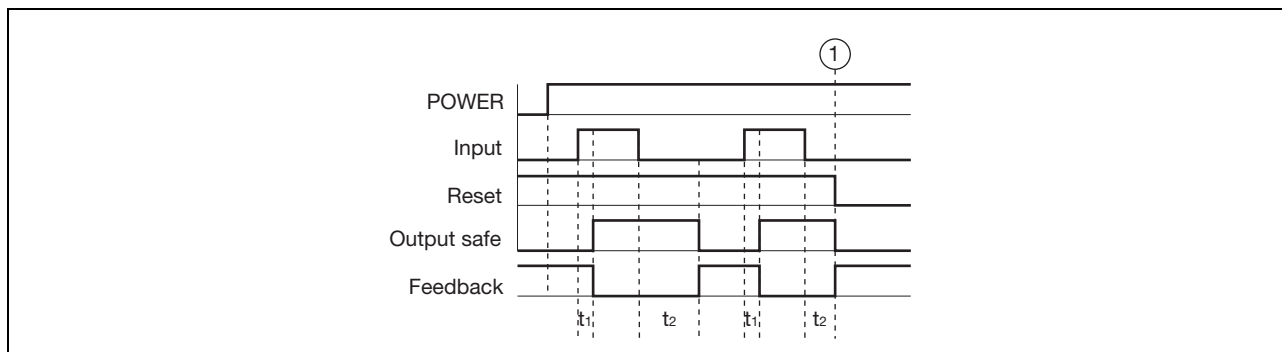 1
POWER
Input
Reset
Output safe
Feedback
t1 t2 t1 t2